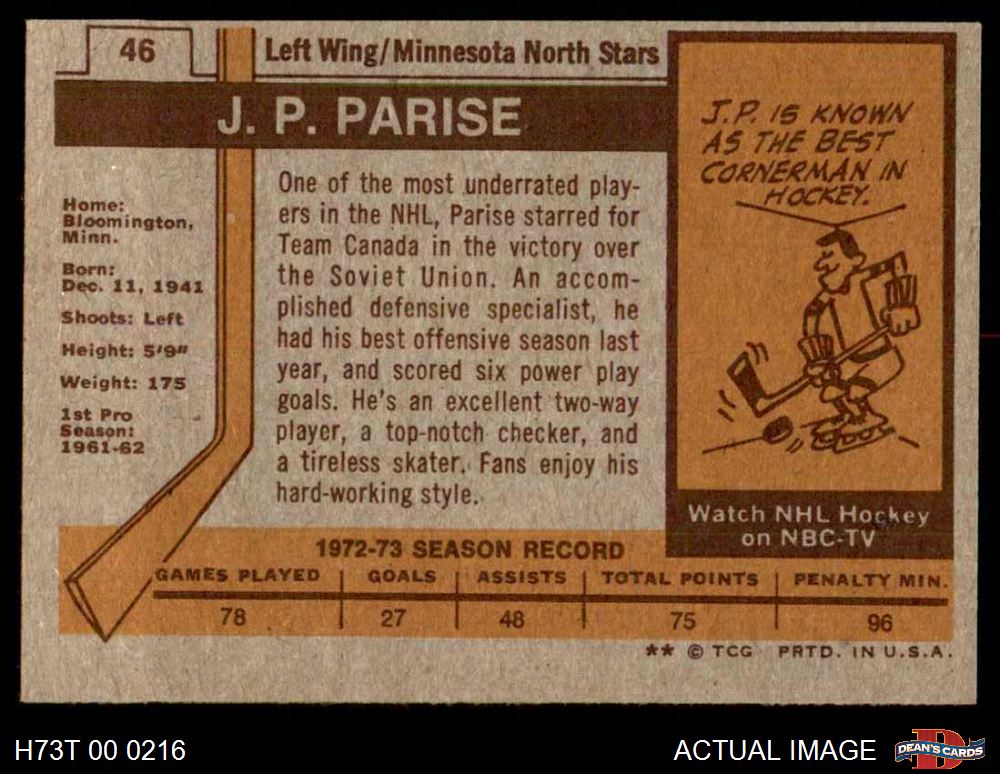 46
Left Wing/Minnesota North Stars
J. P. PARISE
Home:
Bloomington,
Minn.
Born:
Dec. 11, 1941
Shoots: Left
Height: 5'9"
Weight: 175
1st Pro
Season:
1961-62
One of the most underrated play-
ers in the NHL, Parise starred for
Team Canada in the victory over
the Soviet Union. An accom-
plished defensive specialist, he
had his best offensive season last
year, and scored six power play
goals. He's an excellent two-way
player, a top-notch checker, and
a tireless skater. Fans enjoy his
hard-working style.
J.P. IS KNOWN
AS THE BEST
CORNERMAN IN
HOCKEY.
Watch NHL Hockey
on NBC-TV
1972-73 SEASON RECORD
GAMES PLAYED GOALS ASSISTS TOTAL POINTS PENALTY MIN.
78 27 48 75 96
** © TCG PRTD. IN U.S.A.
H73T 00 0216
ACTUAL IMAGE
D
DEAN'S CARDS